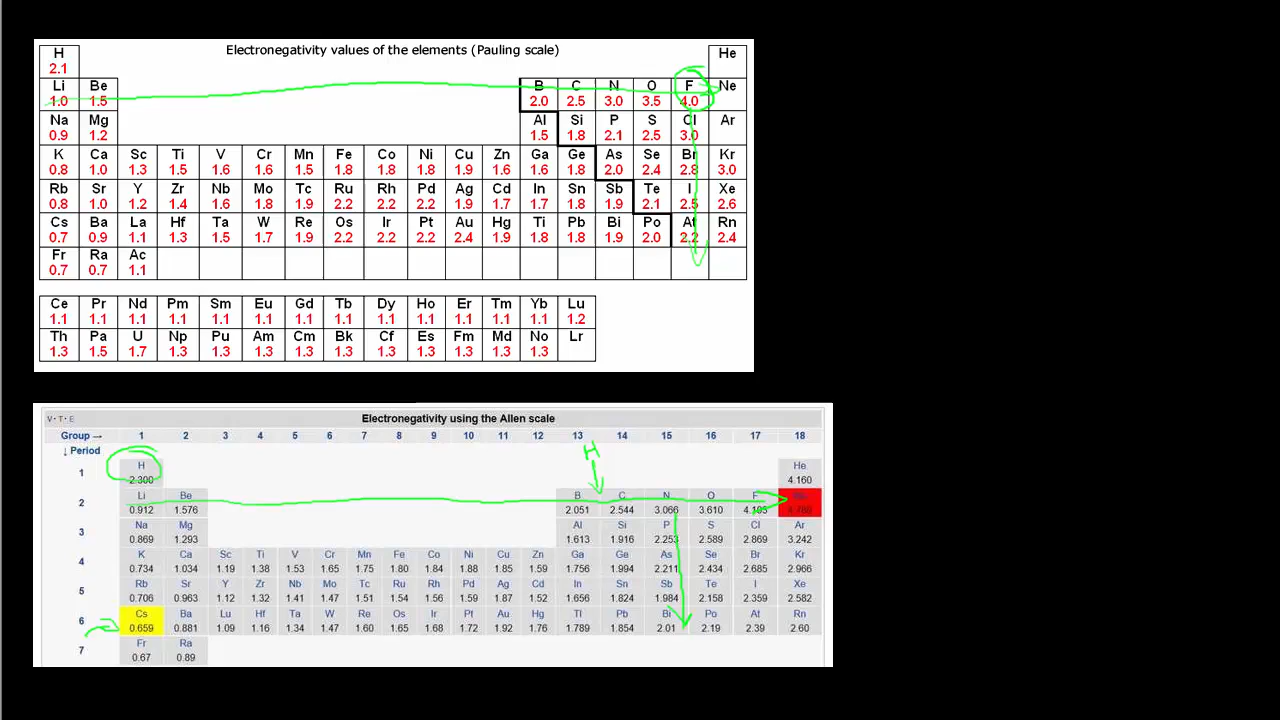 Electronegativity values of the elements (Pauling scale)
H He
2.1
Li Be B C N O F Ne
1.0 1.5 2.0 2.5 3.0 3.5 4.0
Na Mg Al Si P S Cl Ar
0.9 1.2 1.5 1.8 2.1 2.5 3.0
K Ca Sc Ti V Cr Mn Fe Co Ni Cu Zn Ga Ge As Se Br Kr
0.8 1.0 1.3 1.5 1.6 1.6 1.5 1.8 1.8 1.8 1.9 1.6 1.6 1.8 2.0 2.4 2.8 3.0
Rb Sr Y Zr Nb Mo Tc Ru Rh Pd Ag Cd In Sn Sb Te I Xe
0.8 1.0 1.2 1.4 1.6 1.8 1.9 2.2 2.2 2.2 1.9 1.7 1.7 1.8 1.9 2.1 2.5 2.6
Cs Ba La Hf Ta W Re Os Ir Pt Au Hg Ti Pb Bi Po At Rn
0.7 0.9 1.1 1.3 1.5 1.7 1.9 2.2 2.2 2.2 2.4 1.9 1.8 1.8 1.9 2.0 2.2 2.4
Fr Ra Ac
0.7 0.7 1.1
Ce Pr Nd Pm Sm Eu Gd Tb Dy Ho Er Tm Yb Lu
1.1 1.1 1.1 1.1 1.1 1.1 1.1 1.1 1.1 1.1 1.1 1.1 1.1 1.2
Th Pa U Np Pu Am Cm Bk Cf Es Fm Md No Lr
1.3 1.5 1.7 1.3 1.3 1.3 1.3 1.3 1.3 1.3 1.3 1.3 1.3
V·T·E Electronegativity using the Allen scale
Group → 1 2 3 4 5 6 7 8 9 10 11 12 13 14 15 16 17 18
↓ Period
H
1 H He
2.300 4.160
2 Li Be B C N O F Ne
0.912 1.576 2.051 2.544 3.066 3.610 4.193 4.788
3 Na Mg Al Si P S Cl Ar
0.869 1.293 1.613 1.916 2.253 2.589 2.869 3.242
4 K Ca Sc Ti V Cr Mn Fe Co Ni Cu Zn Ga Ge As Se Br Kr
0.734 1.034 1.19 1.38 1.53 1.65 1.75 1.80 1.84 1.88 1.85 1.59 1.756 1.994 2.211 2.434 2.685 2.966
5 Rb Sr Y Zr Nb Mo Tc Ru Rh Pd Ag Cd In Sn Sb Te I Xe
0.706 0.963 1.12 1.32 1.41 1.47 1.51 1.54 1.56 1.59 1.87 1.52 1.656 1.824 1.984 2.158 2.359 2.582
6 Cs Ba Lu Hf Ta W Re Os Ir Pt Au Hg Tl Pb Bi Po At Rn
0.659 0.881 1.09 1.16 1.34 1.47 1.60 1.65 1.68 1.72 1.92 1.76 1.789 1.854 2.01 2.19 2.39 2.60
7 Fr Ra
0.67 0.89